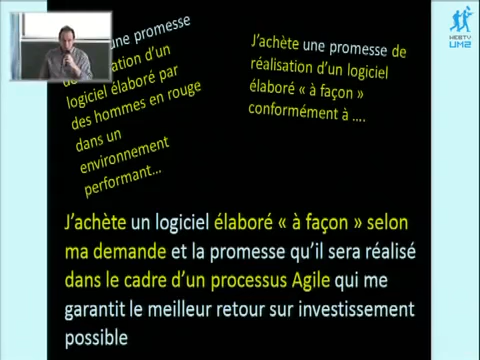 une promesse
réalisation d'un
logiciel élaboré par
des hommes en rouge
dans un
environnement
performant...
J'achète une promesse de
réalisation d'un logiciel
élaboré « à façon »
conformément à ....
J'achète un logiciel élaboré « à façon » selon
ma demande et la promesse qu'il sera réalisé
dans le cadre d'un processus Agile qui me
garantit le meilleur retour sur investissement
possible
WEBTV
UM2